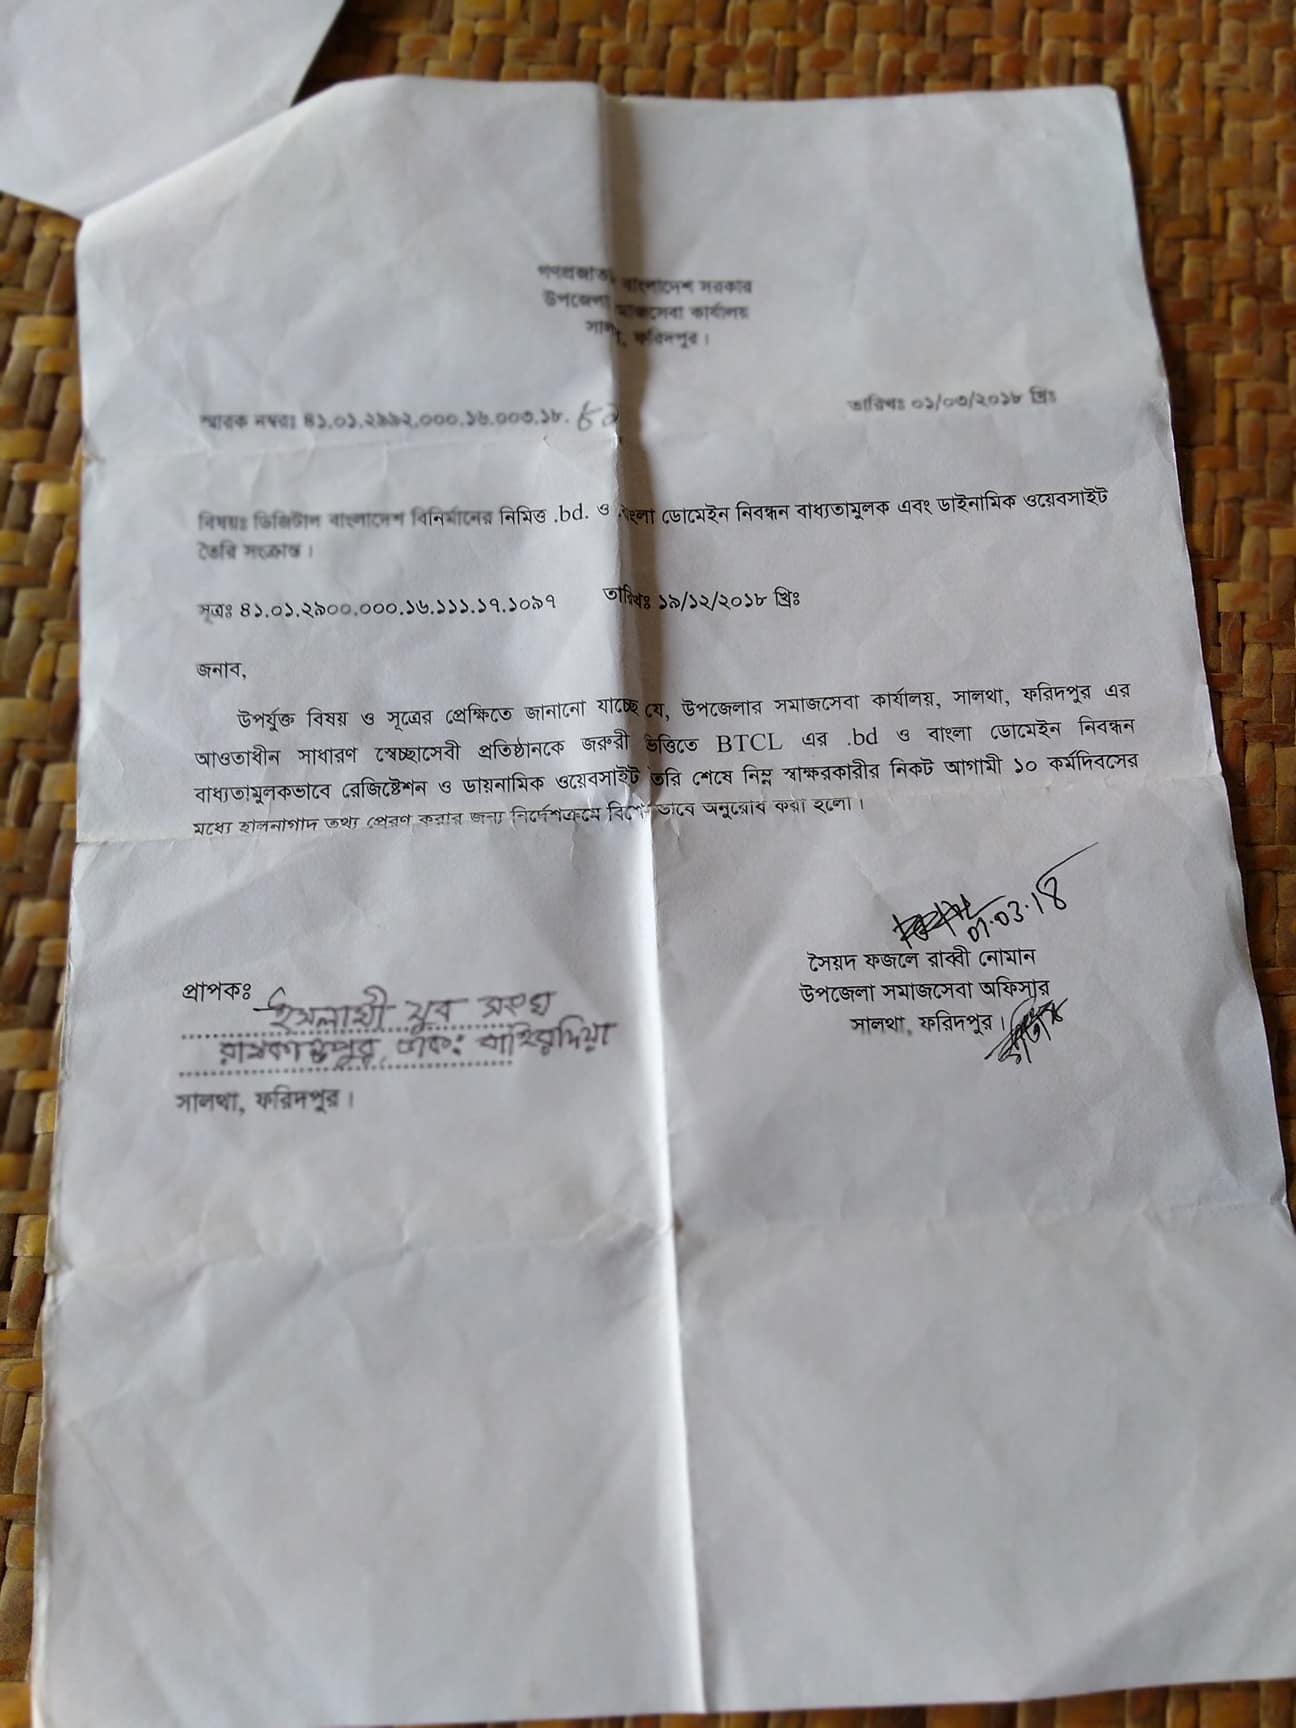 গণপ্রজাতন্ত্রী বাংলাদেশ সরকার
উপজেলা সমাজসেবা কার্যালয়
সালথা, ফরিদপুর।
স্মারক নম্বরঃ ৪১.০১.২৯৯২.০০০.১৬.০০৩.১৮.
তারিখঃ ০১/০৩/২০১৮ খ্রিঃ
বিষয়ঃ ডিজিটাল বাংলাদেশ বিনির্মানের নিমিত্ত .bd. ও বাংলা ডোমেইন নিবন্ধন বাধ্যতামুলক এবং ডাইনামিক ওয়েবসাইট
তৈরি সংক্রান্ত।
সূত্রঃ ৪১.০১.২৯০০.০০০.১৬.১১১.১৭.১০৯৭ তারিখঃ ১৯/১২/২০১৮ খ্রিঃ
জনাব,
উপর্যুক্ত বিষয় ও সূত্রের প্রেক্ষিতে জানানো যাচ্ছে যে, উপজেলার সমাজসেবা কার্যালয়, সালথা, ফরিদপুর এর
আওতাধীন সাধারণ স্বেচ্ছাসেবী প্রতিষ্ঠানকে জরুরী ভিত্তিতে BTCL এর .bd ও বাংলা ডোমেইন নিবন্ধন
বাধ্যতামুলকভাবে রেজিষ্টেশন ও ডায়নামিক ওয়েবসাইট তৈরি শেষে নিম্ন স্বাক্ষরকারীর নিকট আগামী ১০ কর্মদিবসের
মধ্যে হালনাগাদ তথ্য প্রেরণ করার জন্য নির্দেশক্রমে বিশেষ ভাবে অনুরোধ করা হলো।
01.03.18
সৈয়দ ফজলে রাব্বী নোমান
উপজেলা সমাজসেবা অফিসার
সালথা, ফরিদপুর।
প্রাপকঃ
ইসলামী যুব সংঘ
রামকান্তপুর, ডাক: বাহিরদিয়া
সালথা, ফরিদপুর।